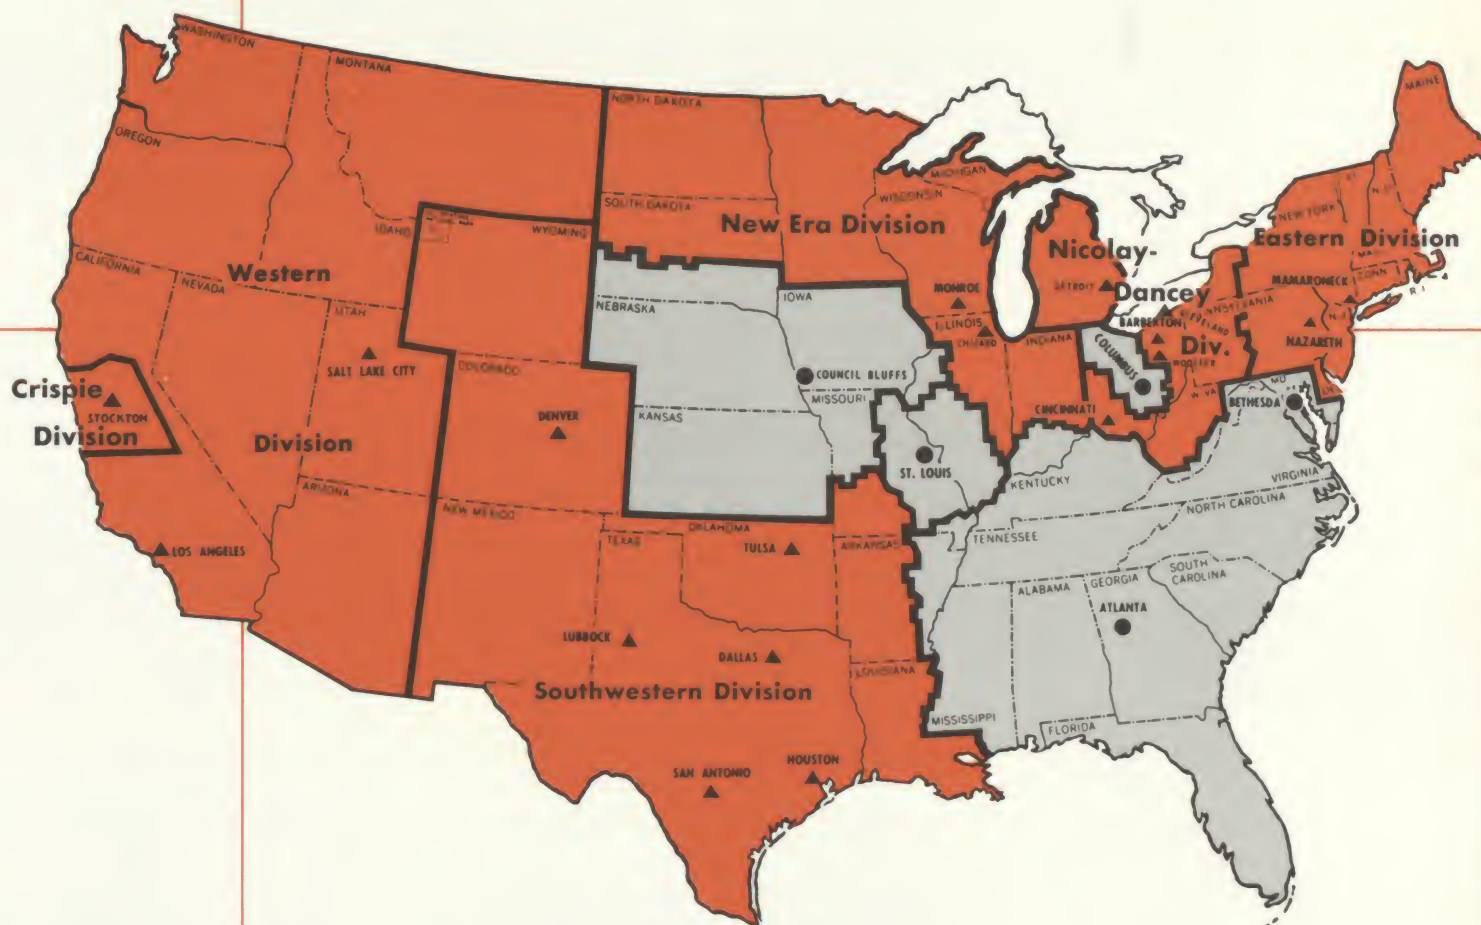 WASHINGTON
MONTANA
NORTH DAKOTA
MAINE
OREGON
MICHIGAN
WISCONSIN
SOUTH DAKOTA
New Era Division
NEW YORK
IDAHO
WYOMING
Eastern Division
Nicolay-
CALIFORNIA
Western
NEVADA
DETROIT
MONROE
MAMARONECK
CONN
R I
Dancey
IOWA
NEBRASKA
UTAH
BARBERTON
CLEVELAND
ILLINOIS
CHICAGO
INDIANA
COLUMBUS
Div.
NAZARETH
WOOSTER
SALT LAKE CITY
COLORADO
COUNCIL BLUFFS
MISSOURI
W VA
MD
DEL
Crispie
STOCKTON
Division
KANSAS
DENVER
CINCINNATI
BETHESDA
Division
ST. LOUIS
KENTUCKY
VIRGINIA
ARIZONA
NEW MEXICO
NORTH CAROLINA
OKLAHOMA
TEXAS
TULSA
ARKANSAS
TENNESSEE
LOS ANGELES
SOUTH
CAROLINA
ALABAMA
GEORGIA
ATLANTA
LUBBOCK
DALLAS
LOUISIANA
Southwestern Division
MISSISSIPPI
FLORIDA
SAN ANTONIO
HOUSTON